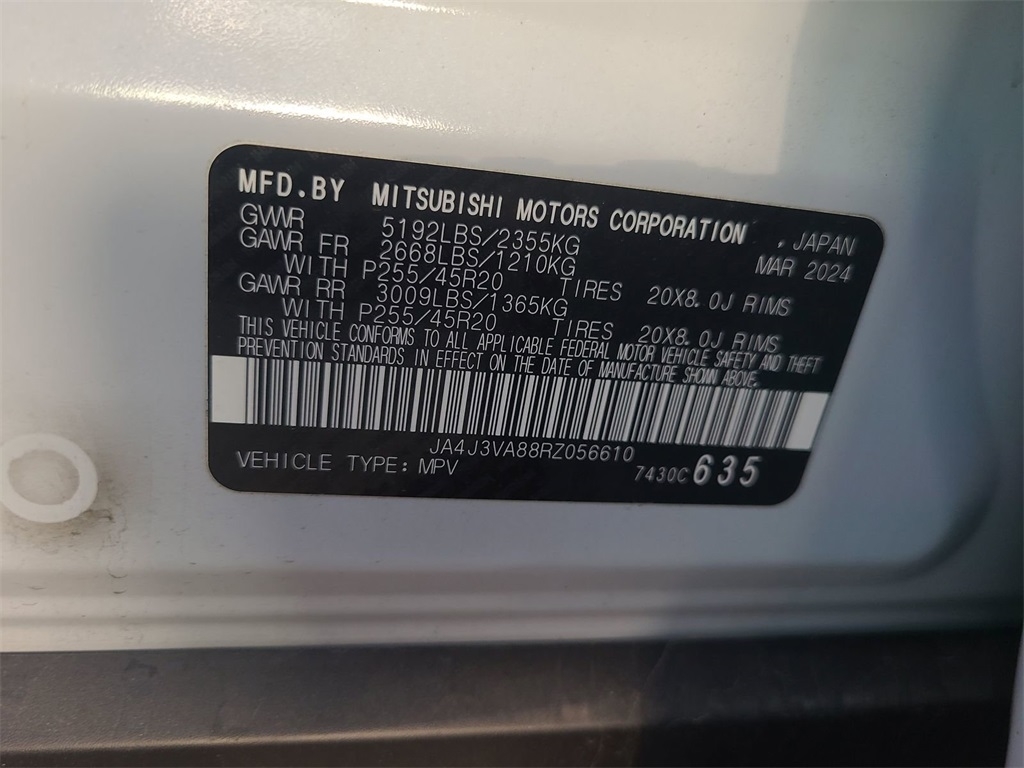 MFD.BY MITSUBISHI MOTORS CORPORATION , JAPAN
GVWR 5192LBS/2355KG MAR 2024
GAWR FR 2668LBS/1210KG
WITH P255/45R20 TIRES 20X8.0J RIMS
GAWR RR 3009LBS/1365KG
WITH P255/45R20 TIRES 20X8.0J RIMS
THIS VEHICLE CONFORMS TO ALL APPLICABLE FEDERAL MOTOR VEHICLE SAFETY AND THEFT
PREVENTION STANDARDS IN EFFECT ON THE DATE OF MANUFACTURE SHOWN ABOVE.
JA4J3VA88RZ056610
VEHICLE TYPE: MPV 7430C 635